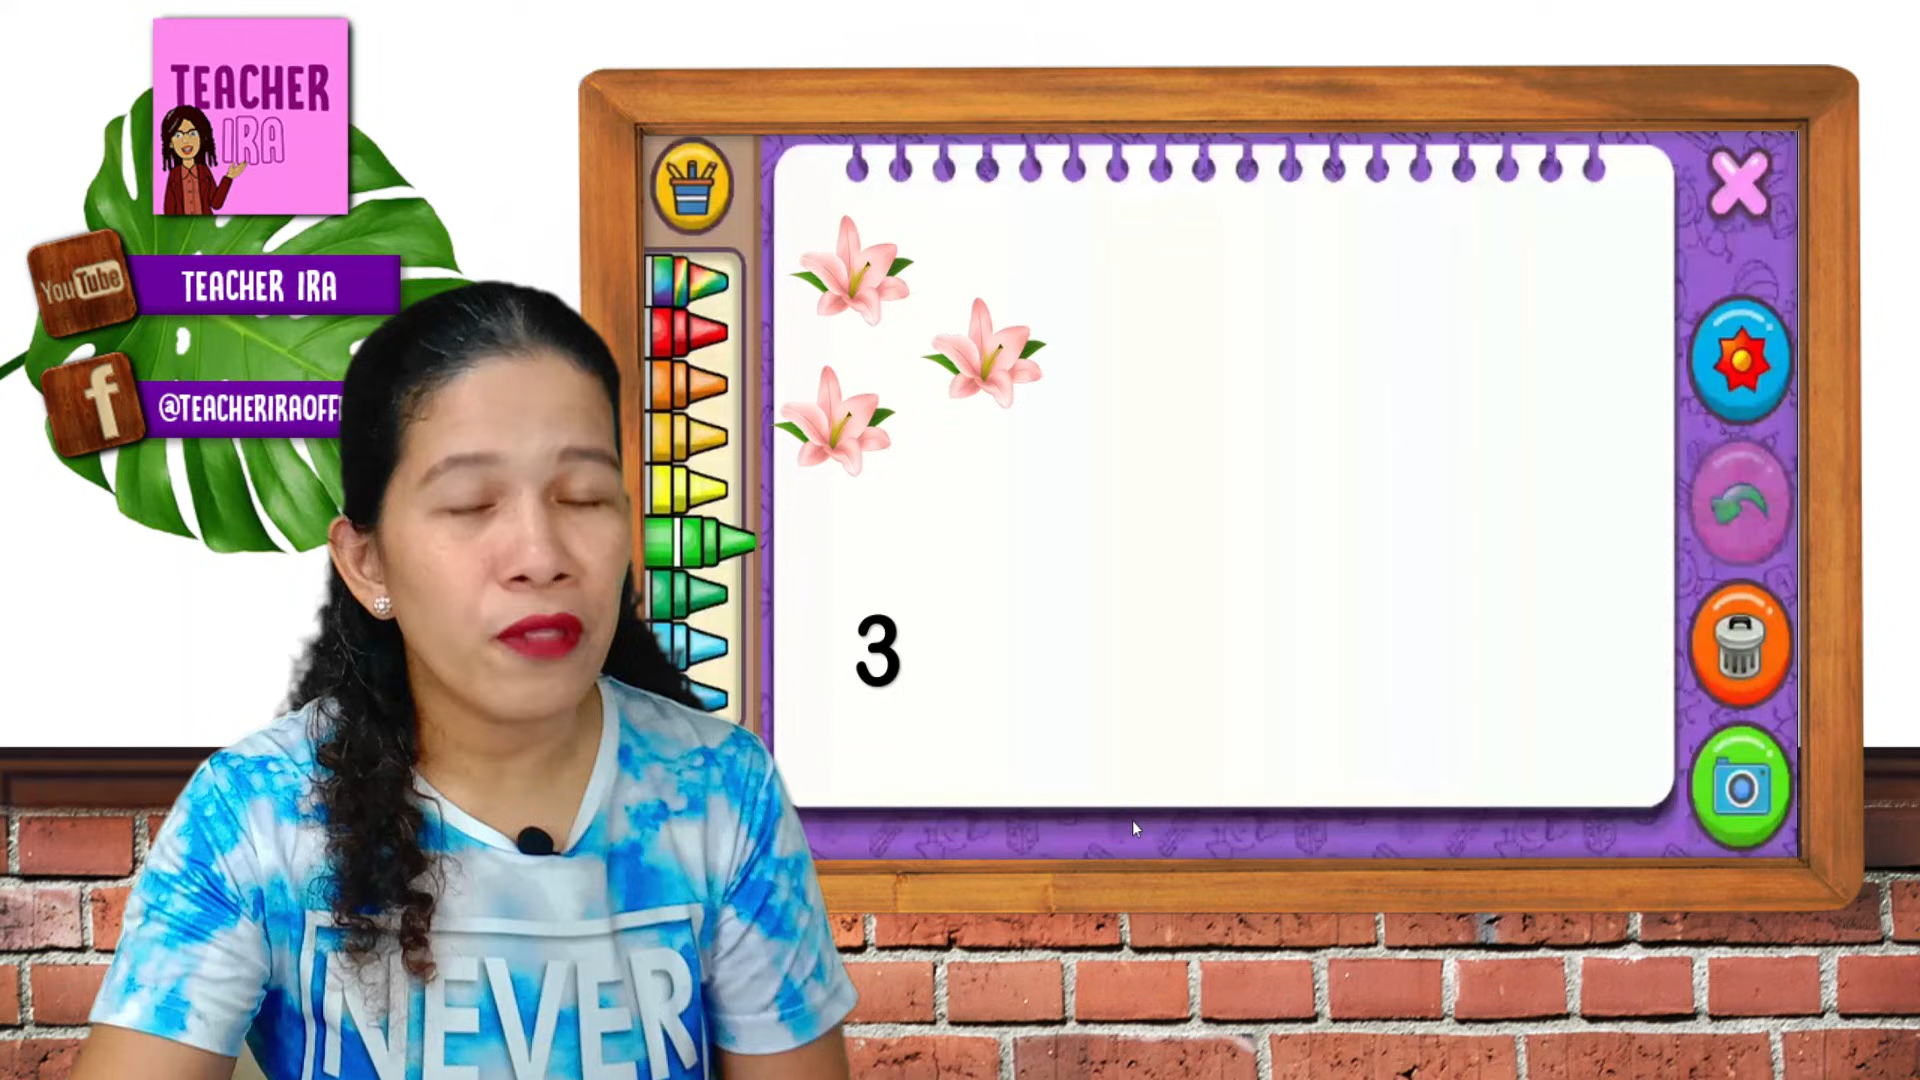 TEACHER
IRA
YouTube
TEACHER IRA
f
@TEACHERIRAOFF
3
NEVER